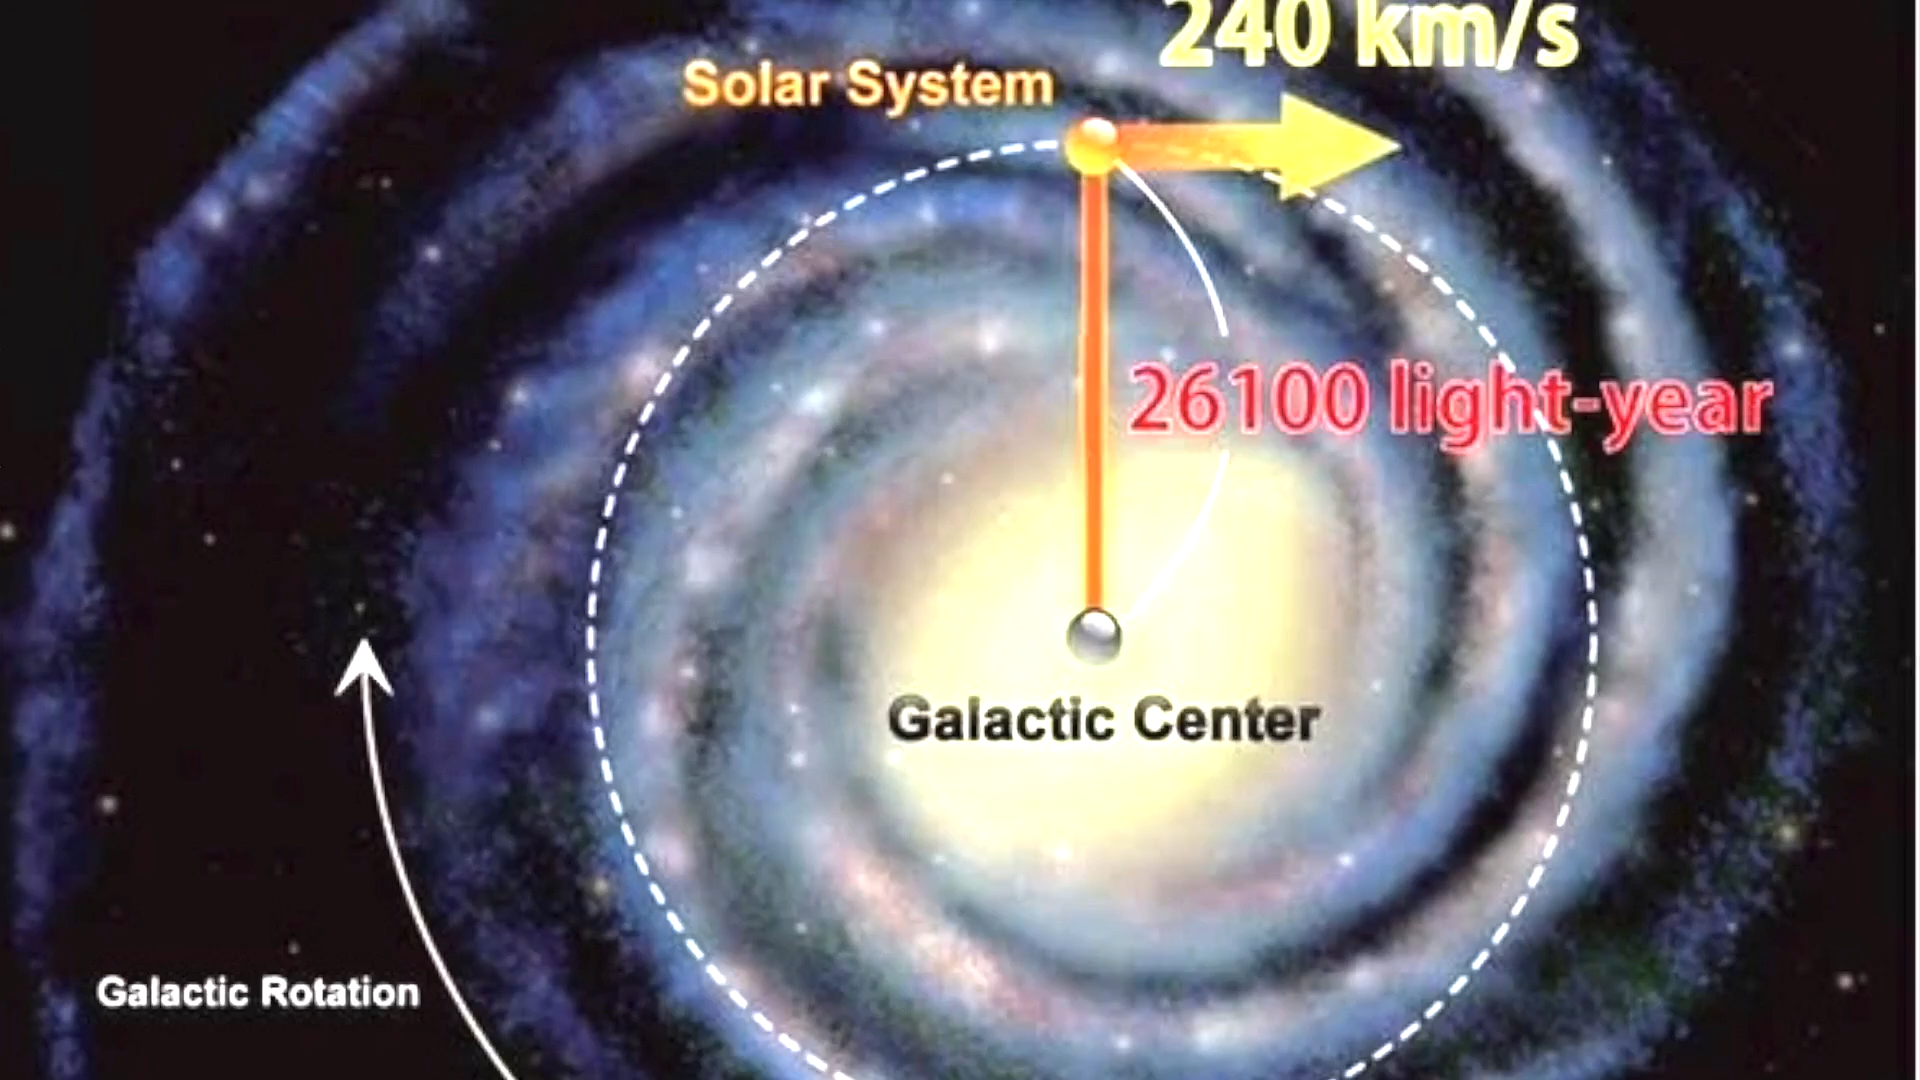 240 km/s
Solar System
26100 light-year
Galactic Center
Galactic Rotation